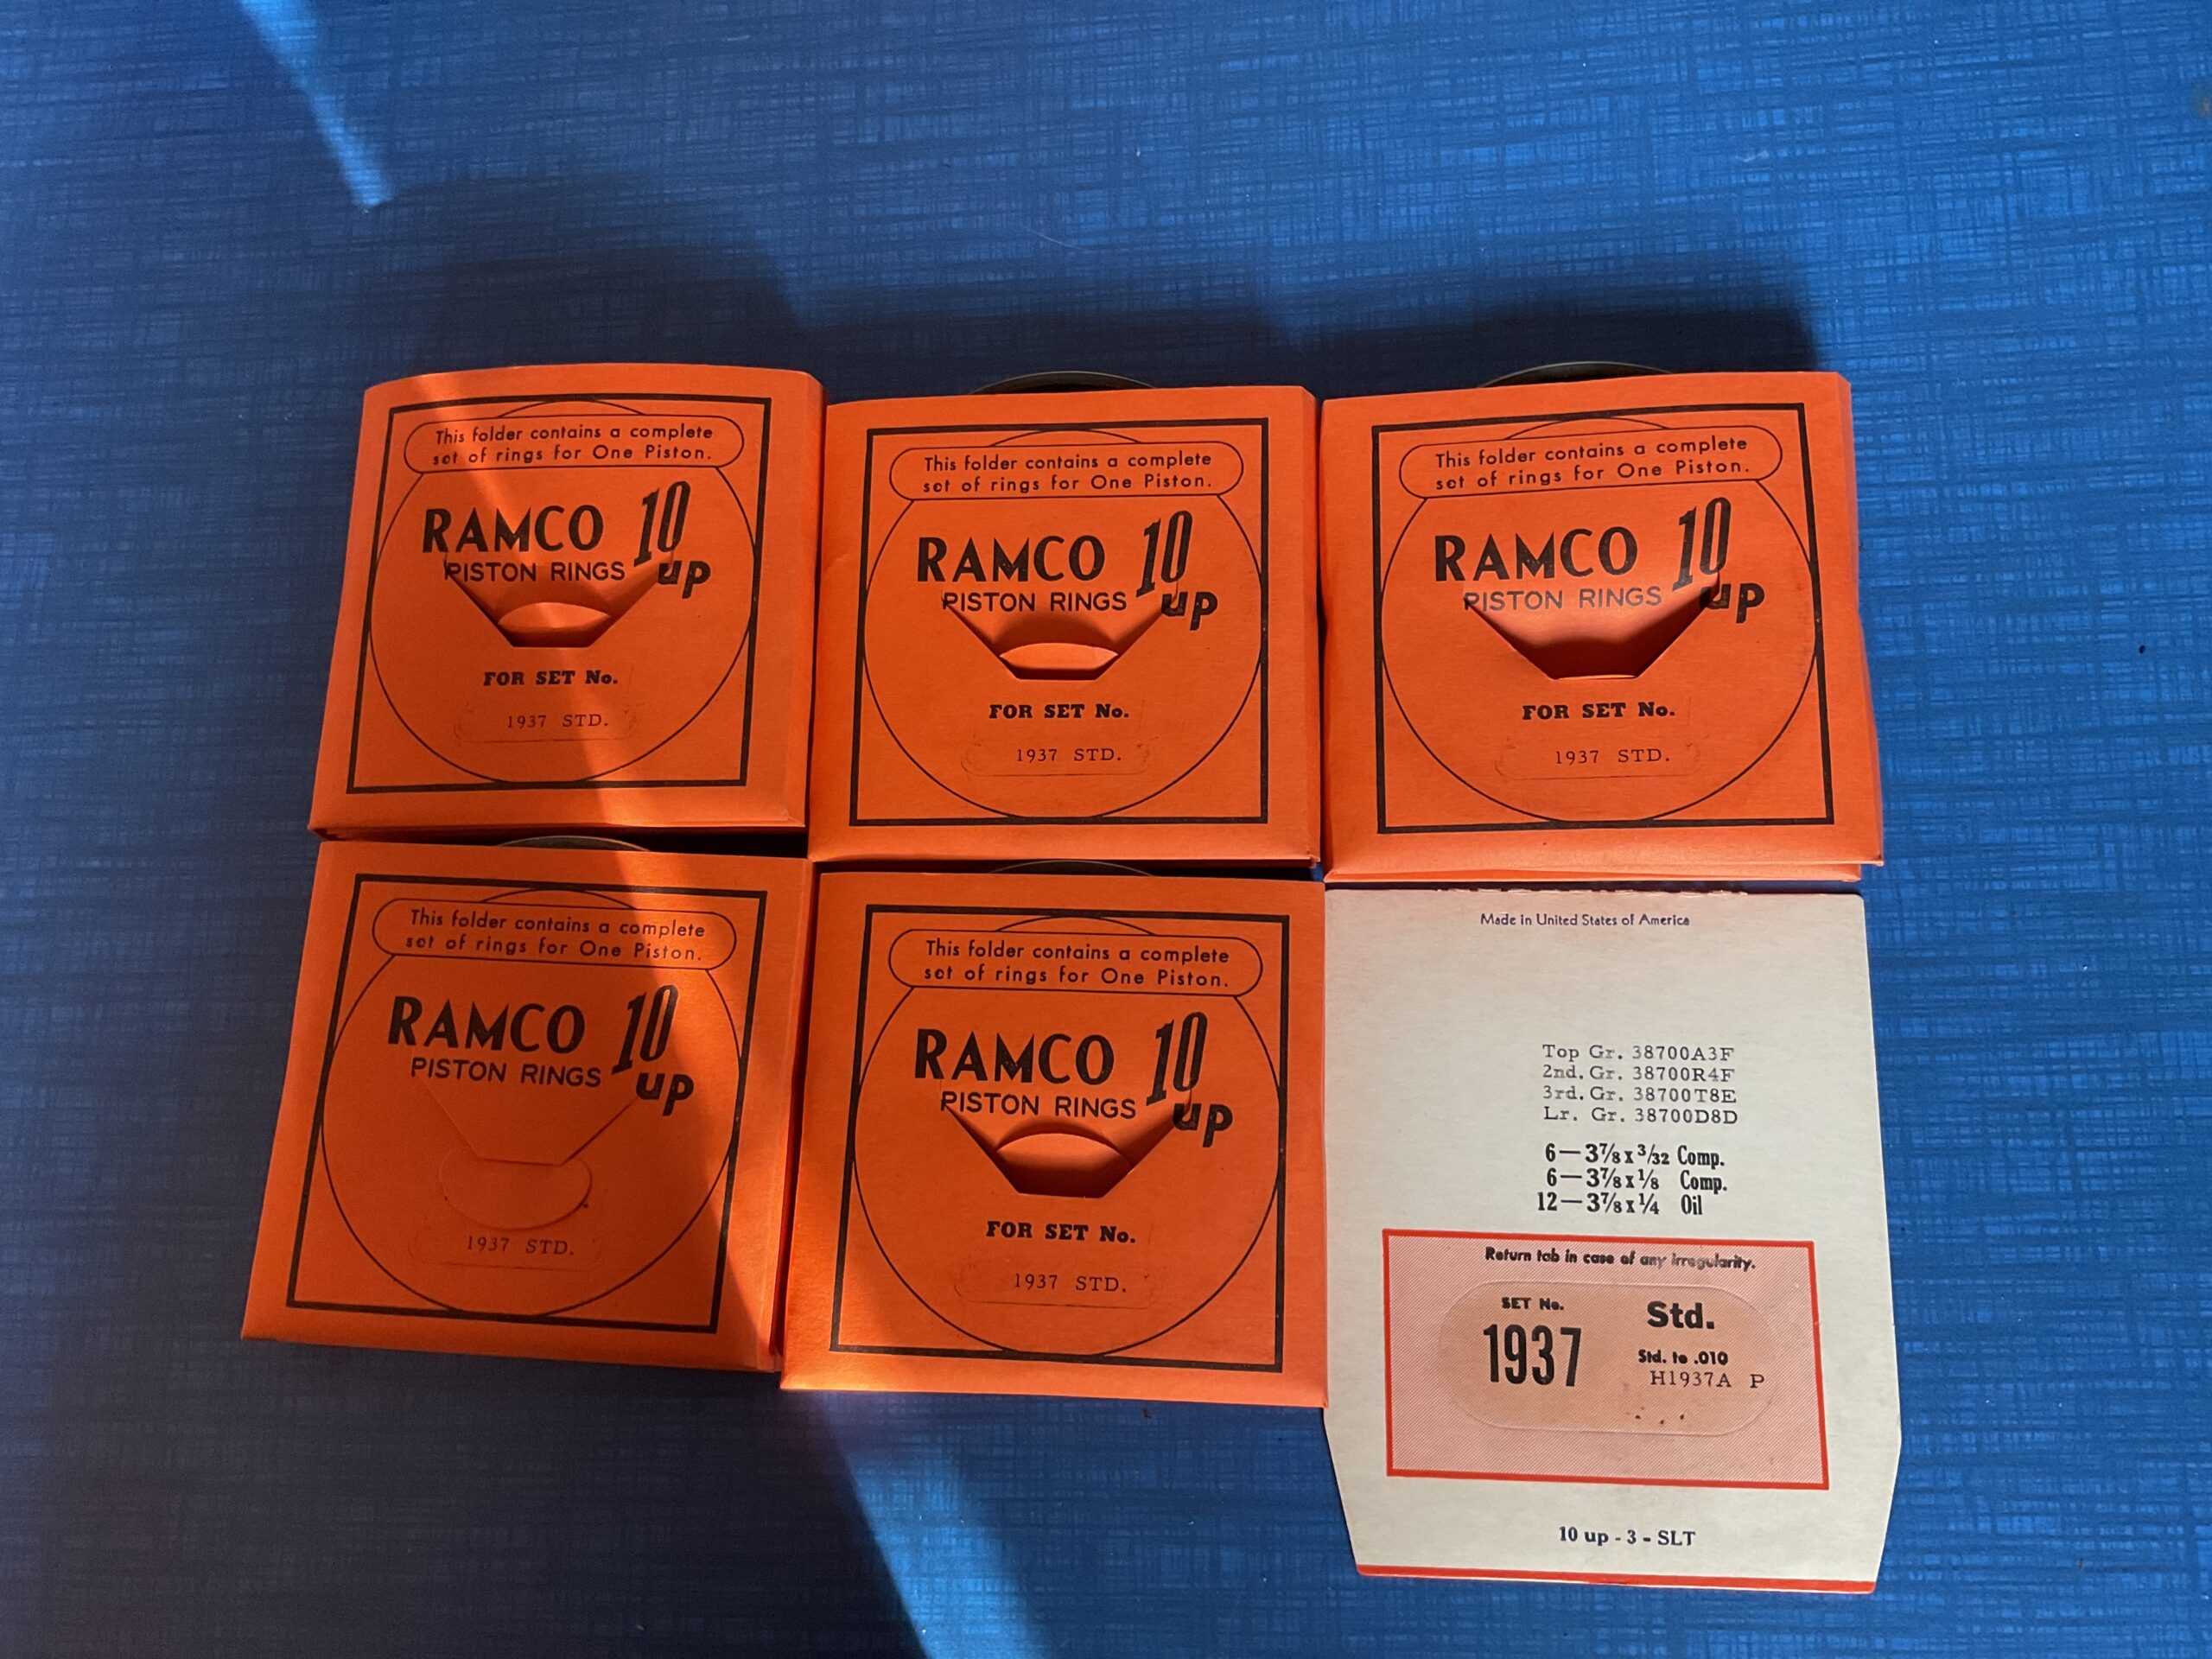 This folder contains a complete
set of rings for One Piston.
RAMCO 10
PISTON RINGS up
FOR SET No.
1937 STD.
This folder contains a complete
set of rings for One Piston.
RAMCO 10
PISTON RINGS up
FOR SET No.
1937 STD.
This folder contains a complete
set of rings for One Piston.
RAMCO 10
PISTON RINGS up
FOR SET No.
1937 STD.
This folder contains a complete
set of rings for One Piston.
RAMCO 10
PISTON RINGS up
1937 STD.
This folder contains a complete
set of rings for One Piston.
RAMCO 10
PISTON RINGS up
FOR SET No.
1937 STD.
Made in United States of America
Top Gr. 38700A3F
2nd. Gr. 38700R4F
3rd. Gr. 38700T8E
Lr. Gr. 38700D8D
6—3⅞ x 3/32 Comp.
6—3⅞ x ⅛ Comp.
12—3⅞ x ¼ Oil
Return tab in case of any irregularity.
SET No. Std.
1937 Std. to .010
H1937A P
10 up - 3 - SLT